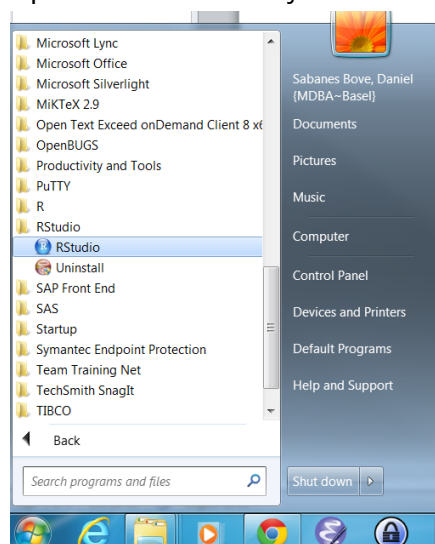 Microsoft Lync
Microsoft Office
Microsoft Silverlight
MiKTeX 2.9
Open Text Exceed onDemand Client 8 x6
OpenBUGS
Productivity and Tools
PuTTY
R
RStudio
RStudio
Uninstall
SAP Front End
SAS
Startup
Symantec Endpoint Protection
Team Training Net
TechSmith SnagIt
TIBCO
Back
Search programs and files
Sabanes Bove, Daniel
{MDBA~Basel}
Documents
Pictures
Music
Computer
Control Panel
Devices and Printers
Default Programs
Help and Support
Shut down